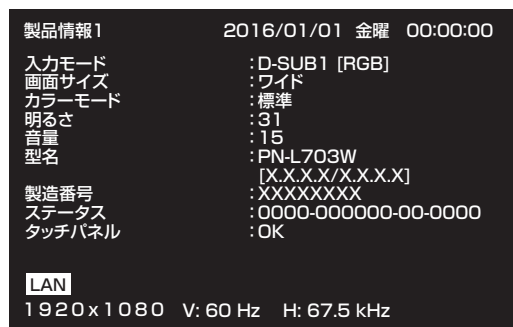 製品情報1 2016/01/01 金曜 00:00:00
入力モード :D-SUB1 [RGB]
画面サイズ :ワイド
カラーモード :標準
明るさ :31
音量 :15
型名 :PN-L703W
[X.X.X.X/X.X.X.X]
製造番号 :XXXXXXXX
ステータス :0000-000000-00-0000
タッチパネル :OK
LAN
1920x1080 V: 60 Hz H: 67.5 kHz